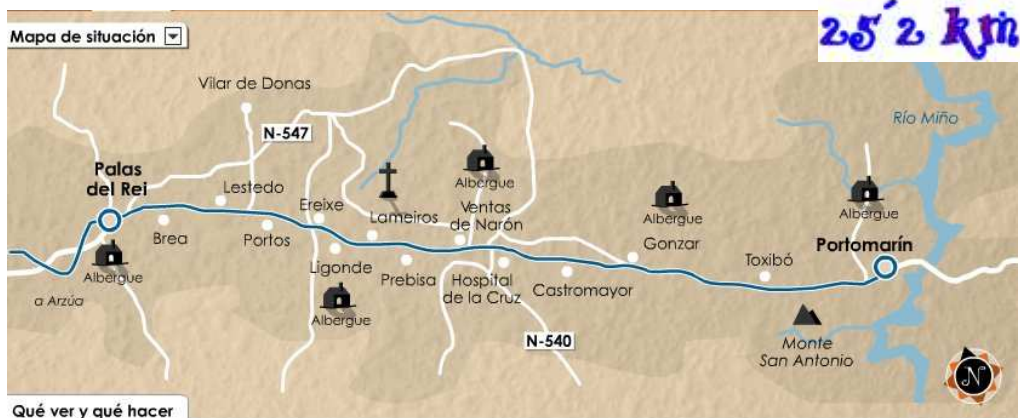 Mapa de situación
25´2 km
Vilar de Donas
Río Miño
N-547
Palas
del Rei
Lestedo
Ereixe
Albergue
Ventas
de Narón
Albergue
Albergue
Brea
Portos
Lameiros
Gonzar
Portomarín
Toxibó
Albergue
Ligonde
Prebisa
Hospital
de la Cruz
Castromayor
a Arzúa
Albergue
N-540
Monte
San Antonio
N
Qué ver y qué hacer